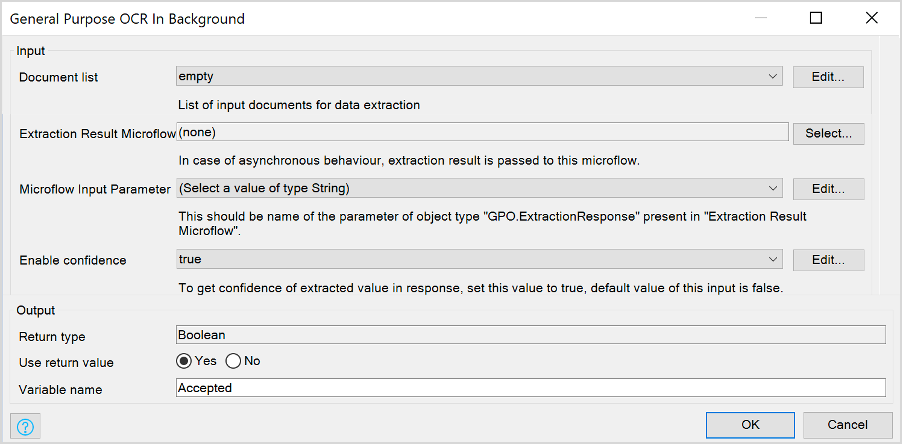 General Purpose OCR In Background
Input
Document list empty Edit...
List of input documents for data extraction
Extraction Result Microflow (none) Select...
In case of asynchronous behaviour, extraction result is passed to this microflow.
Microflow Input Parameter (Select a value of type String) Edit...
This should be name of the parameter of object type "GPO.ExtractionResponse" present in "Extraction Result
Microflow".
Enable confidence true Edit...
To get confidence of extracted value in response, set this value to true, default value of this input is false.
Output
Return type Boolean
Use return value Yes No
Variable name Accepted
? OK Cancel